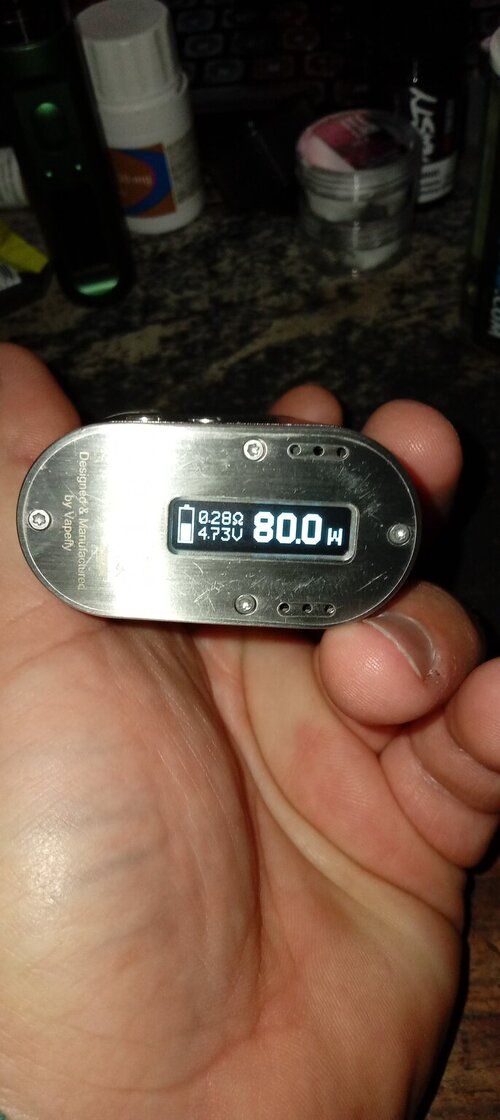 Designed & Manufactured
by Vapefly
0.28Ω
4.73V
80.0 W